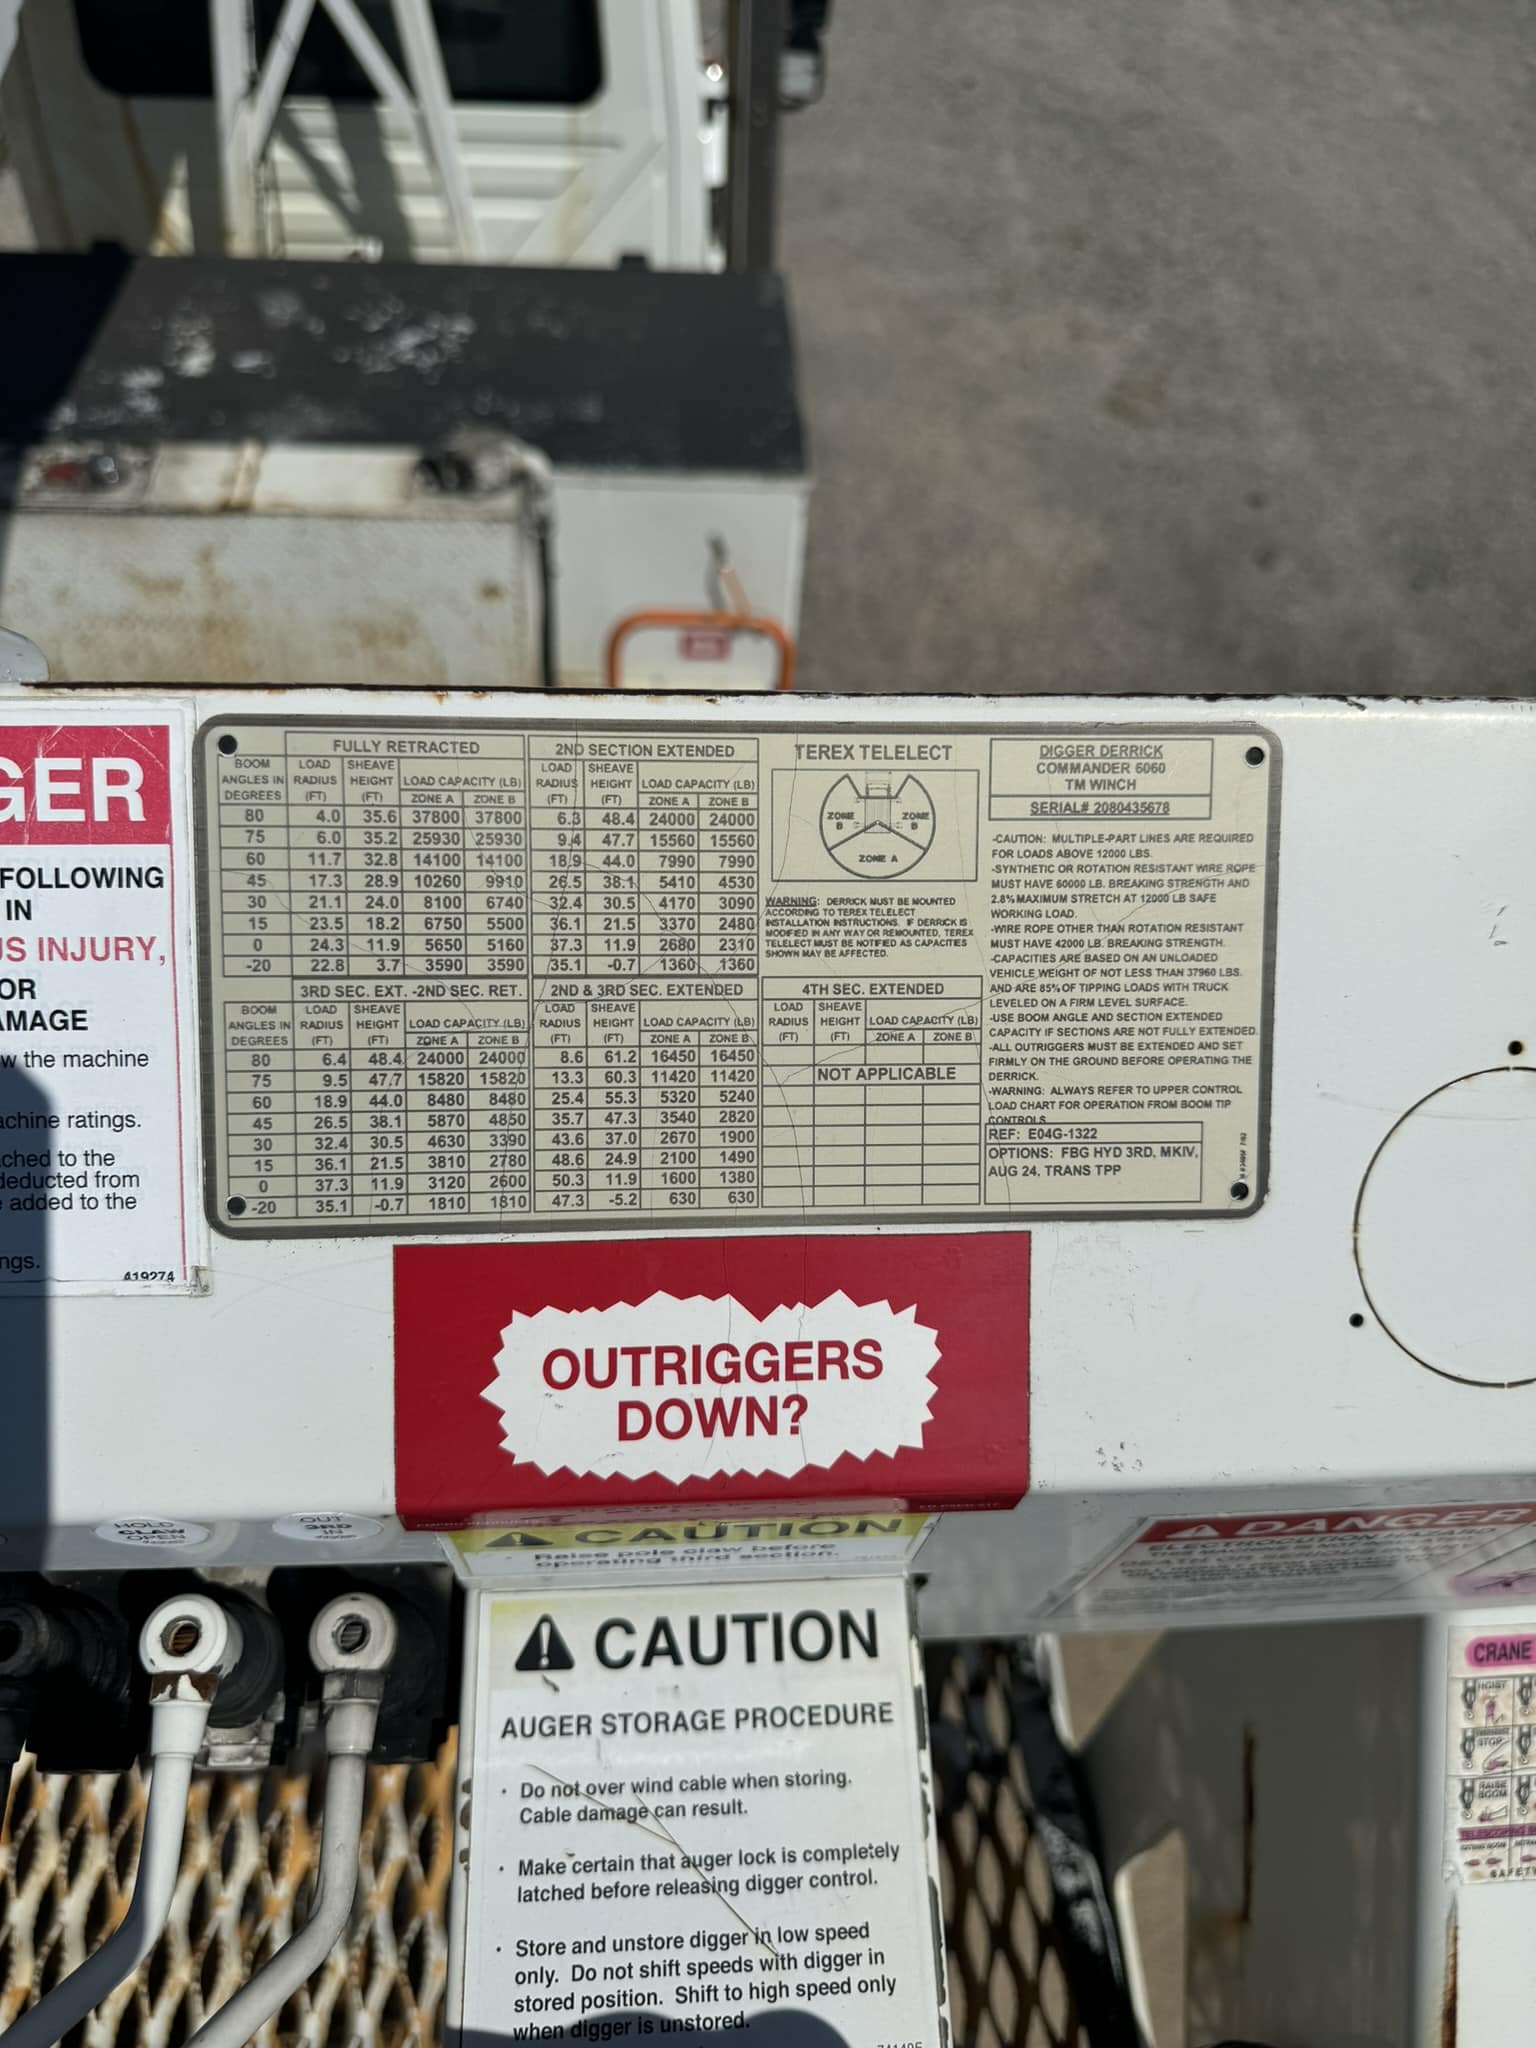 GER
FOLLOWING
IN
US INJURY,
OR
AMAGE
w the machine
achine ratings.
ched to the
deducted from
e added to the
ngs.
419274
FULLY RETRACTED
BOOM ANGLES IN DEGREES | LOAD RADIUS (FT) | SHEAVE HEIGHT (FT) | LOAD CAPACITY (LB) ZONE A | ZONE B
80 4.0 35.6 37800 37800
75 6.0 35.2 25930 25930
60 11.7 32.8 14100 14100
45 17.3 28.9 10260 9910
30 21.1 24.0 8100 6740
15 23.5 18.2 6750 5500
0 24.3 11.9 5650 5160
-20 22.8 3.7 3590 3590
2ND SECTION EXTENDED
LOAD RADIUS (FT) | SHEAVE HEIGHT (FT) | LOAD CAPACITY (LB) ZONE A | ZONE B
6.3 48.4 24000 24000
9.4 47.7 15560 15560
18.9 44.0 7990 7990
26.5 38.1 5410 4530
32.4 30.5 4170 3090
36.1 21.5 3370 2480
37.3 11.9 2680 2310
35.1 -0.7 1360 1360
3RD SEC. EXT. -2ND SEC. RET.
BOOM ANGLES IN DEGREES | LOAD RADIUS (FT) | SHEAVE HEIGHT (FT) | LOAD CAPACITY (LB) ZONE A | ZONE B
80 6.4 48.4 24000 24000
75 9.5 47.7 15820 15820
60 18.9 44.0 8480 8480
45 26.5 38.1 5870 4850
30 32.4 30.5 4630 3390
15 36.1 21.5 3810 2780
0 37.3 11.9 3120 2600
-20 35.1 -0.7 1810 1810
2ND & 3RD SEC. EXTENDED
LOAD RADIUS (FT) | SHEAVE HEIGHT (FT) | LOAD CAPACITY (LB) ZONE A | ZONE B
8.6 61.2 16450 16450
13.3 60.3 11420 11420
25.4 55.3 5320 5240
35.7 47.3 3540 2820
43.6 37.0 2670 1900
48.6 24.9 2100 1490
50.3 11.9 1600 1380
47.3 -5.2 630 630
TEREX TELELECT
ZONE B
ZONE B
ZONE A
WARNING: DERRICK MUST BE MOUNTED
ACCORDING TO TEREX TELELECT
INSTALLATION INSTRUCTIONS. IF DERRICK IS
MODIFIED IN ANY WAY OR REMOUNTED, TEREX
TELELECT MUST BE NOTIFIED AS CAPACITIES
SHOWN MAY BE AFFECTED.
4TH SEC. EXTENDED
LOAD RADIUS (FT) | SHEAVE HEIGHT (FT) | LOAD CAPACITY (LB) ZONE A | ZONE B
NOT APPLICABLE
DIGGER DERRICK
COMMANDER 6060
TM WINCH
SERIAL# 2080435678
-CAUTION: MULTIPLE-PART LINES ARE REQUIRED
FOR LOADS ABOVE 12000 LBS.
-SYNTHETIC OR ROTATION RESISTANT WIRE ROPE
MUST HAVE 60000 LB. BREAKING STRENGTH AND
2.8% MAXIMUM STRETCH AT 12000 LB SAFE
WORKING LOAD.
-WIRE ROPE OTHER THAN ROTATION RESISTANT
MUST HAVE 42000 LB. BREAKING STRENGTH.
-CAPACITIES ARE BASED ON AN UNLOADED
VEHICLE WEIGHT OF NOT LESS THAN 37960 LBS.
AND ARE 85% OF TIPPING LOADS WITH TRUCK
LEVELED ON A FIRM LEVEL SURFACE.
-USE BOOM ANGLE AND SECTION EXTENDED
CAPACITY IF SECTIONS ARE NOT FULLY EXTENDED.
-ALL OUTRIGGERS MUST BE EXTENDED AND SET
FIRMLY ON THE GROUND BEFORE OPERATING THE
DERRICK.
-WARNING: ALWAYS REFER TO UPPER CONTROL
LOAD CHART FOR OPERATION FROM BOOM TIP
CONTROLS.
REF: E04G-1322
OPTIONS: FBG HYD 3RD, MKIV,
AUG 24, TRANS TPP
OUTRIGGERS
DOWN?
HOLD
CLAW
OPEN
OUT
3RD
IN
CAUTION
Raise pole claw before
operating third section.
DANGER
ELECTROCUTION HAZARD
CAUTION
AUGER STORAGE PROCEDURE
• Do not over wind cable when storing.
Cable damage can result.
• Make certain that auger lock is completely
latched before releasing digger control.
• Store and unstore digger in low speed
only. Do not shift speeds with digger in
stored position. Shift to high speed only
when digger is unstored.
CRANE
HOIST
STOP
RAISE
BOOM